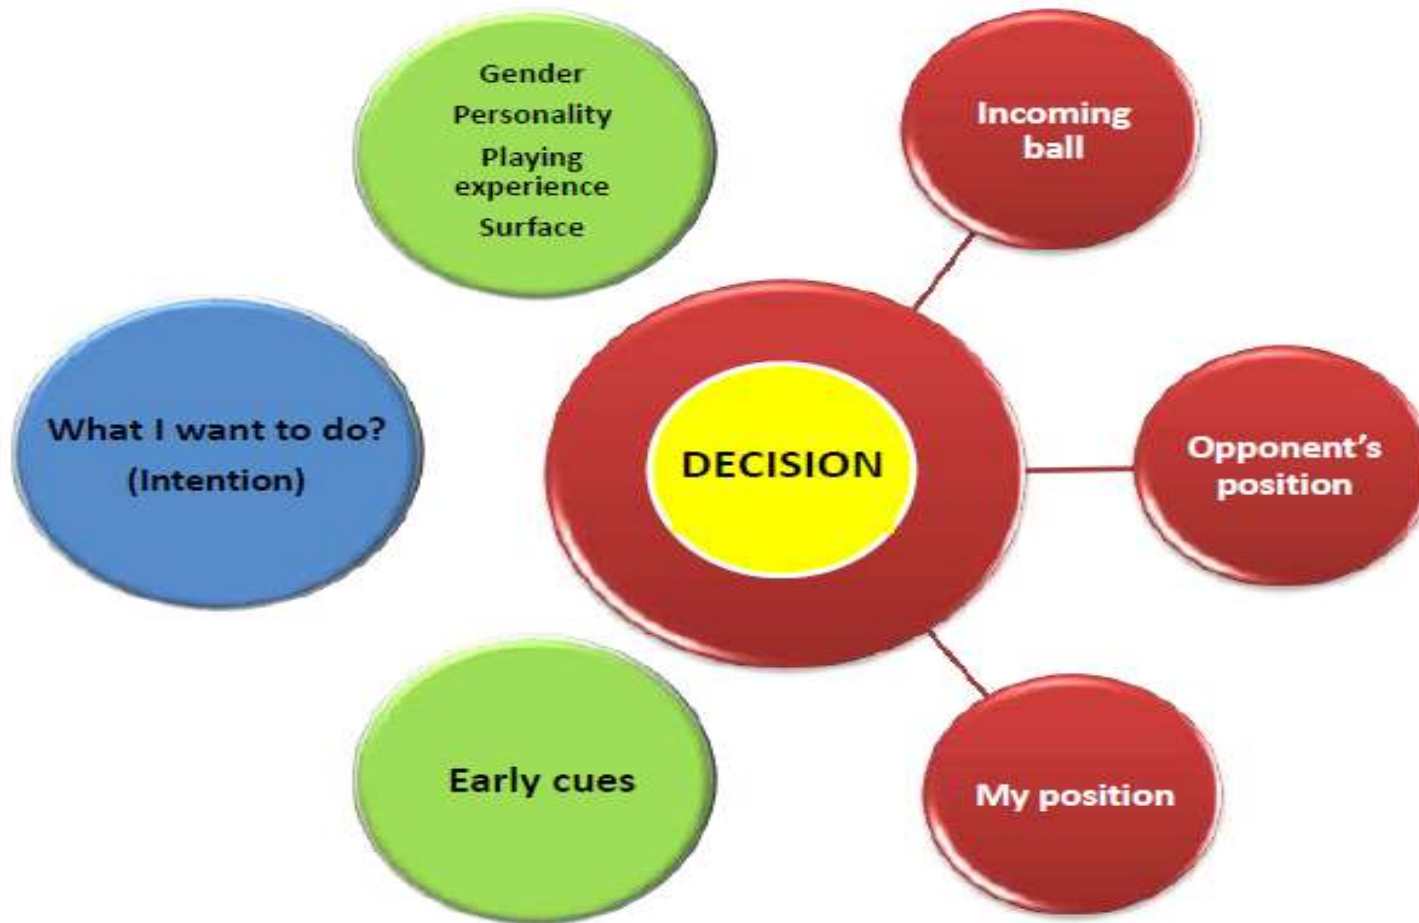 Gender
Personality
Playing
experience
Surface
Incoming
ball
What I want to do?
(Intention)
DECISION
Opponent’s
position
Early cues
My position